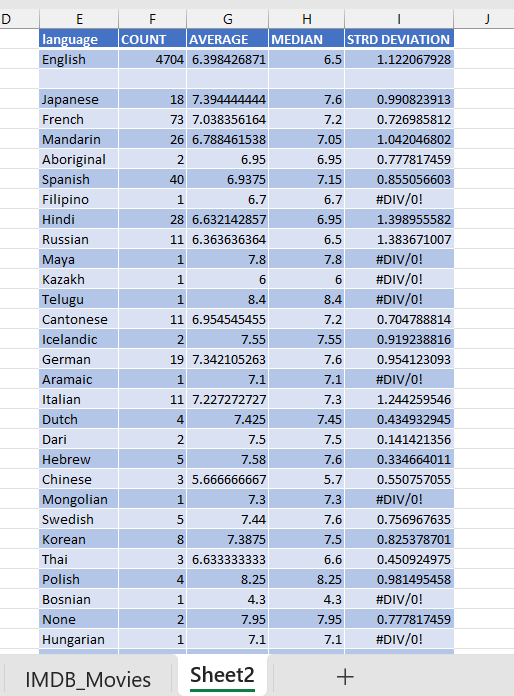 D E F G H I J
language COUNT AVERAGE MEDIAN STRD DEVIATION
English 4704 6.398426871 6.5 1.122067928
Japanese 18 7.394444444 7.6 0.990823913
French 73 7.038356164 7.2 0.726985812
Mandarin 26 6.788461538 7.05 1.042046802
Aboriginal 2 6.95 6.95 0.777817459
Spanish 40 6.9375 7.15 0.855056603
Filipino 1 6.7 6.7 #DIV/0!
Hindi 28 6.632142857 6.95 1.398955582
Russian 11 6.363636364 6.5 1.383671007
Maya 1 7.8 7.8 #DIV/0!
Kazakh 1 6 6 #DIV/0!
Telugu 1 8.4 8.4 #DIV/0!
Cantonese 11 6.954545455 7.2 0.704788814
Icelandic 2 7.55 7.55 0.919238816
German 19 7.342105263 7.6 0.954123093
Aramaic 1 7.1 7.1 #DIV/0!
Italian 11 7.227272727 7.3 1.244259546
Dutch 4 7.425 7.45 0.434932945
Dari 2 7.5 7.5 0.141421356
Hebrew 5 7.58 7.6 0.334664011
Chinese 3 5.666666667 5.7 0.550757055
Mongolian 1 7.3 7.3 #DIV/0!
Swedish 5 7.44 7.6 0.756967635
Korean 8 7.3875 7.5 0.825378701
Thai 3 6.633333333 6.6 0.450924975
Polish 4 8.25 8.25 0.981495458
Bosnian 1 4.3 4.3 #DIV/0!
None 2 7.95 7.95 0.777817459
Hungarian 1 7.1 7.1 #DIV/0!
IMDB_Movies Sheet2 +